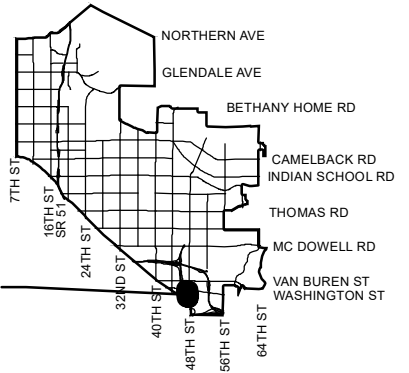 NORTHERN AVE
GLENDALE AVE
BETHANY HOME RD
CAMELBACK RD
INDIAN SCHOOL RD
THOMAS RD
MC DOWELL RD
VAN BUREN ST
WASHINGTON ST
7TH ST
16TH ST
SR 51
24TH ST
32ND ST
40TH ST
48TH ST
56TH ST
64TH ST